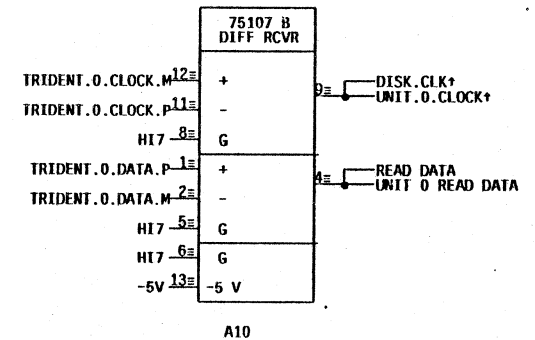 75107 B
DIFF RCVR
TRIDENT.0.CLOCK.M 12 +
9 DISK.CLK↑
UNIT.0.CLOCK↑
TRIDENT.0.CLOCK.P 11 -
HI7 8 G
TRIDENT.0.DATA.P 1 +
4 READ DATA
UNIT 0 READ DATA
TRIDENT.0.DATA.M 2 -
HI7 5 G
HI7 6 G
-5V 13 -5 V
A10